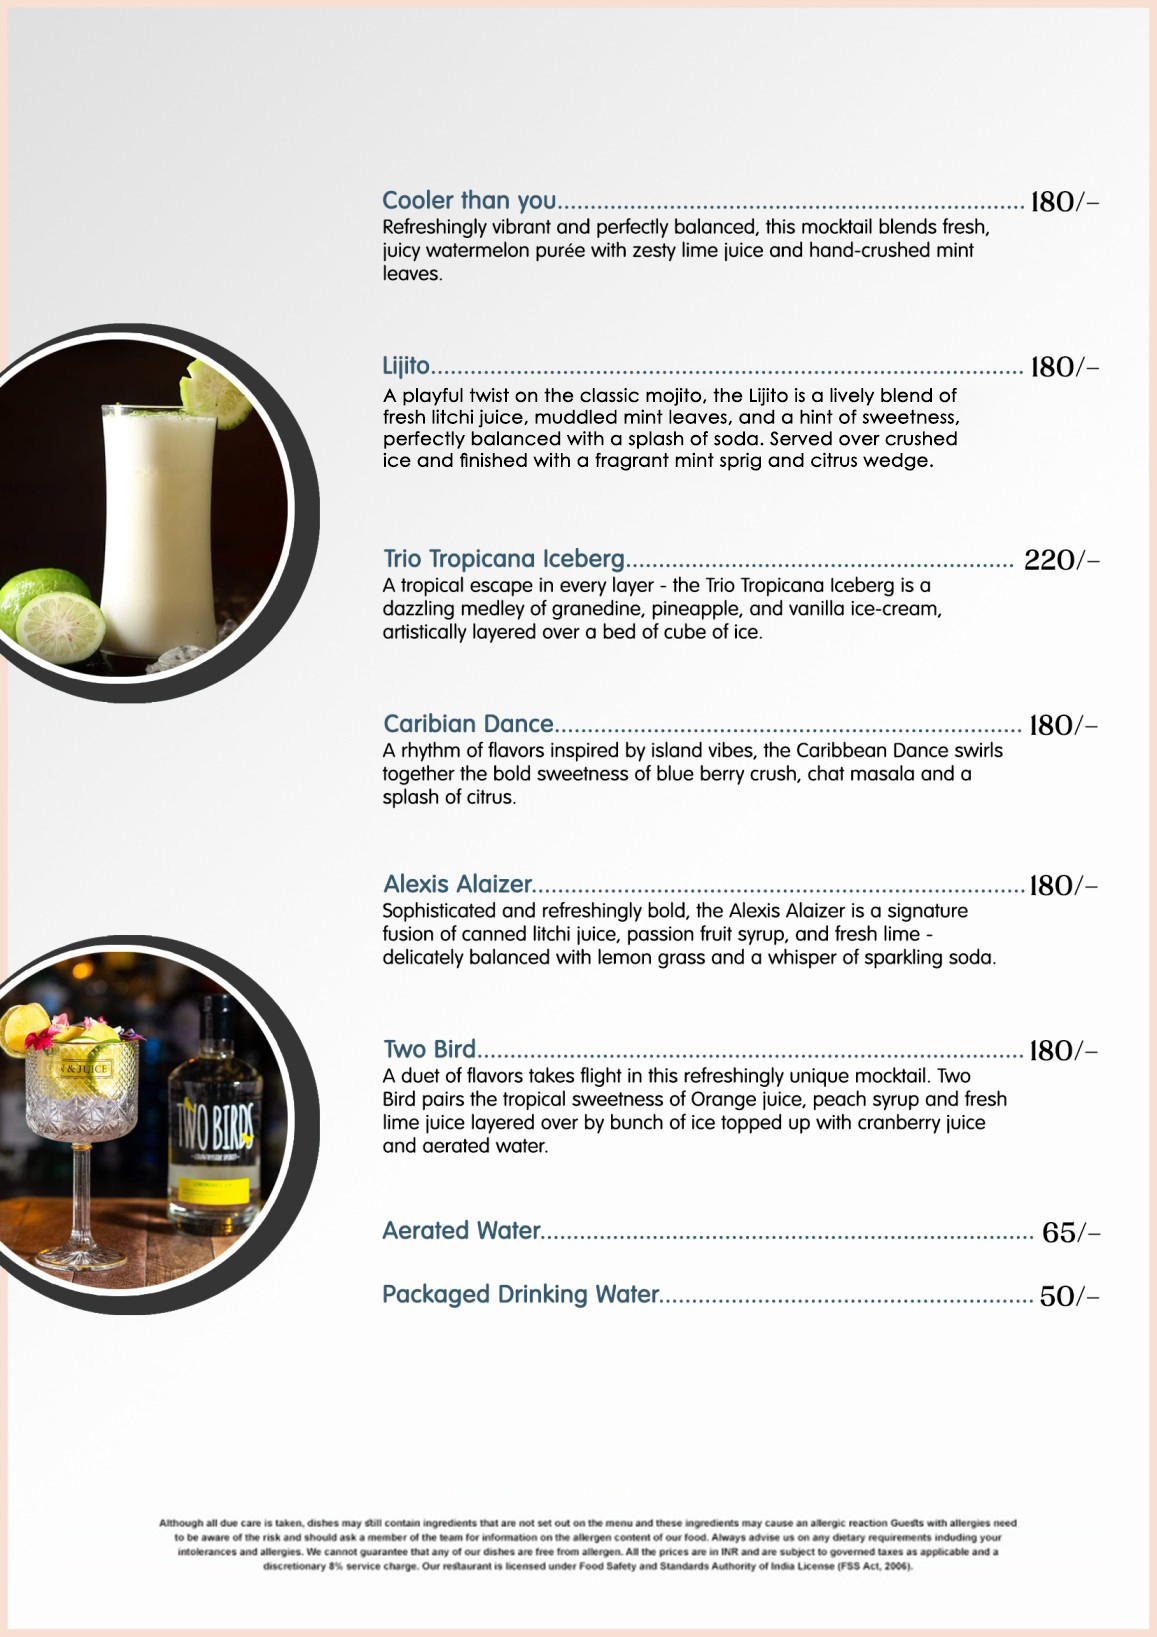 Cooler than you........................................................................ 180/–
Refreshingly vibrant and perfectly balanced, this mocktail blends fresh,
juicy watermelon purée with zesty lime juice and hand-crushed mint
leaves.
Lijito........................................................................ 180/–
A playful twist on the classic mojito, the Lijito is a lively blend of
fresh litchi juice, muddled mint leaves, and a hint of sweetness,
perfectly balanced with a splash of soda. Served over crushed
ice and finished with a fragrant mint sprig and citrus wedge.
Trio Tropicana Iceberg........................................................................ 220/–
A tropical escape in every layer - the Trio Tropicana Iceberg is a
dazzling medley of granedine, pineapple, and vanilla ice-cream,
artistically layered over a bed of cube of ice.
Caribian Dance........................................................................ 180/–
A rhythm of flavors inspired by island vibes, the Caribbean Dance swirls
together the bold sweetness of blue berry crush, chat masala and a
splash of citrus.
Alexis Alaizer........................................................................180/–
Sophisticated and refreshingly bold, the Alexis Alaizer is a signature
fusion of canned litchi juice, passion fruit syrup, and fresh lime -
delicately balanced with lemon grass and a whisper of sparkling soda.
N & JUICE
TWO BIRDS
Two Bird........................................................................ 180/–
A duet of flavors takes flight in this refreshingly unique mocktail. Two
Bird pairs the tropical sweetness of Orange juice, peach syrup and fresh
lime juice layered over by bunch of ice topped up with cranberry juice
and aerated water.
Aerated Water........................................................................ 65/–
Packaged Drinking Water........................................................................ 50/–
Although all due care is taken, dishes may still contain ingredients that are not set out on the menu and these ingredients may cause an allergic reaction Guests with allergies need
to be aware of the risk and should ask a member of the team for information on the allergen content of our food. Always advise us on any dietary requirements including your
intolerances and allergies. We cannot guarantee that any of our dishes are free from allergen. All the prices are in INR and are subject to governed taxes as applicable and a
discretionary 8% service charge. Our restaurant is licensed under Food Safety and Standards Authority of India License (FSS Act, 2006).